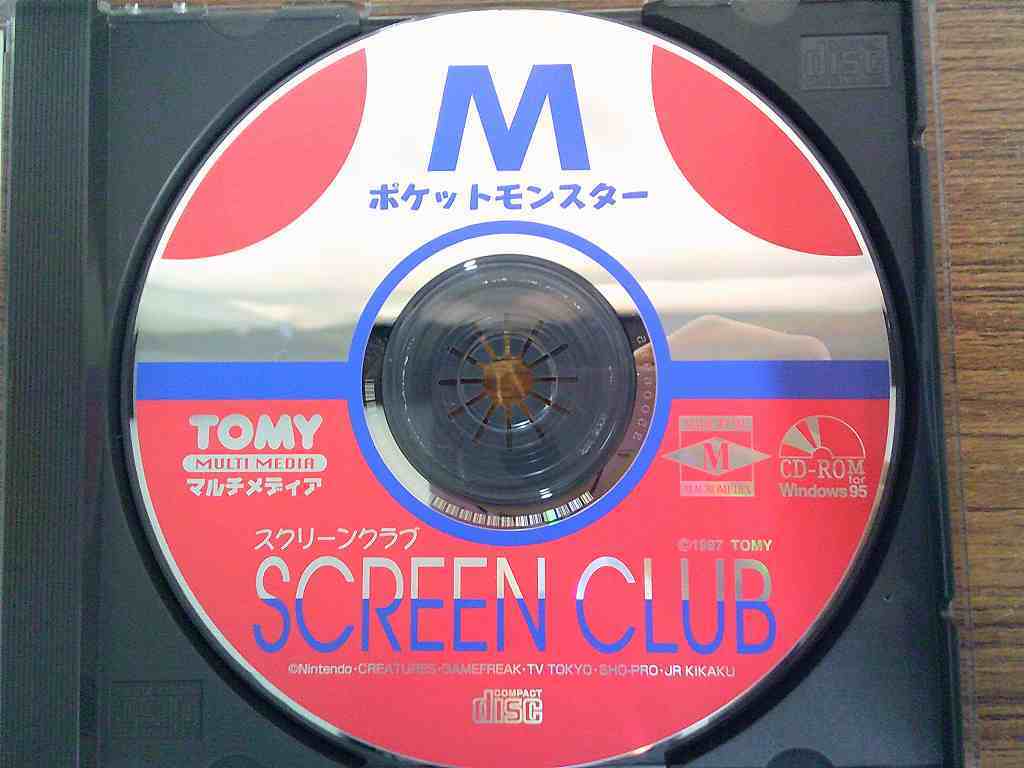 M
ポケットモンスター
TOMY
MULTI MEDIA
マルチメディア
M
CD-ROM
for
Windows95
スクリーンクラブ
©1997 TOMY
SCREEN CLUB
©Nintendo・CREATURES・GAMEFREAK・TV TOKYO・SHO-PRO・JR KIKAKU
COMPACT
disc
disc